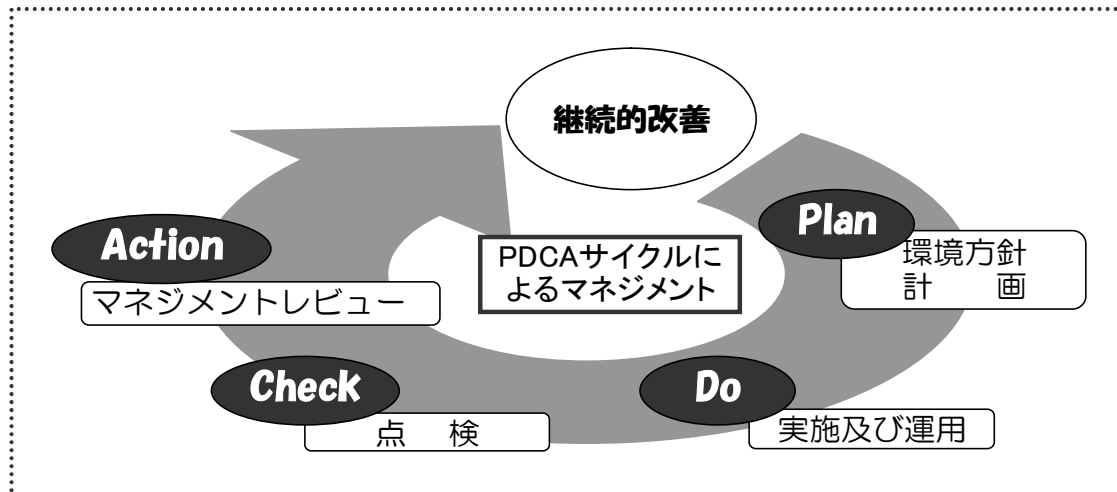 継続的改善
Plan
環境方針
計　画
PDCAサイクルに
よるマネジメント
Action
マネジメントレビュー
Check
点　検
Do
実施及び運用